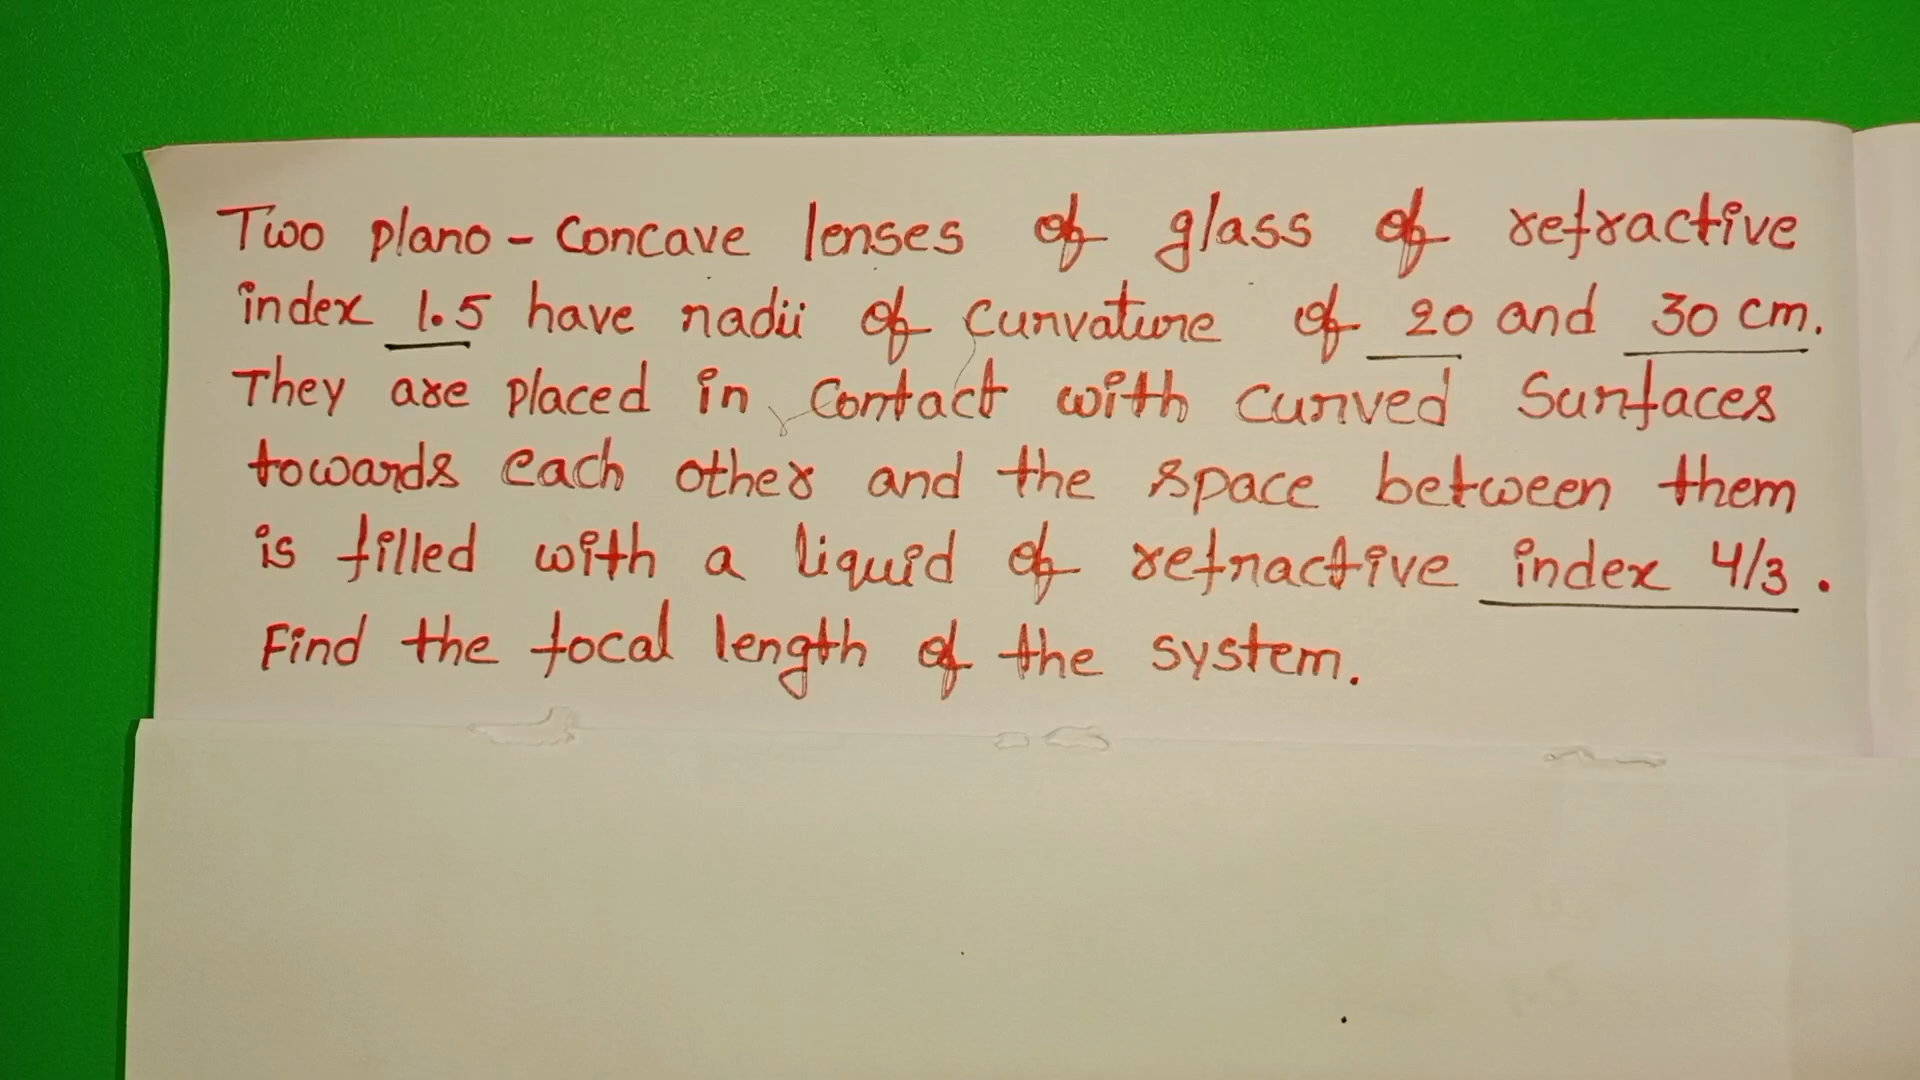 Two plano - Concave lenses of glass of refractive
index 1.5 have radii of curvature of 20 and 30 cm.
They are placed in contact with curved Surfaces
towards each other and the space between them
is filled with a liquid of refractive index 4/3 .
Find the focal length of the system.